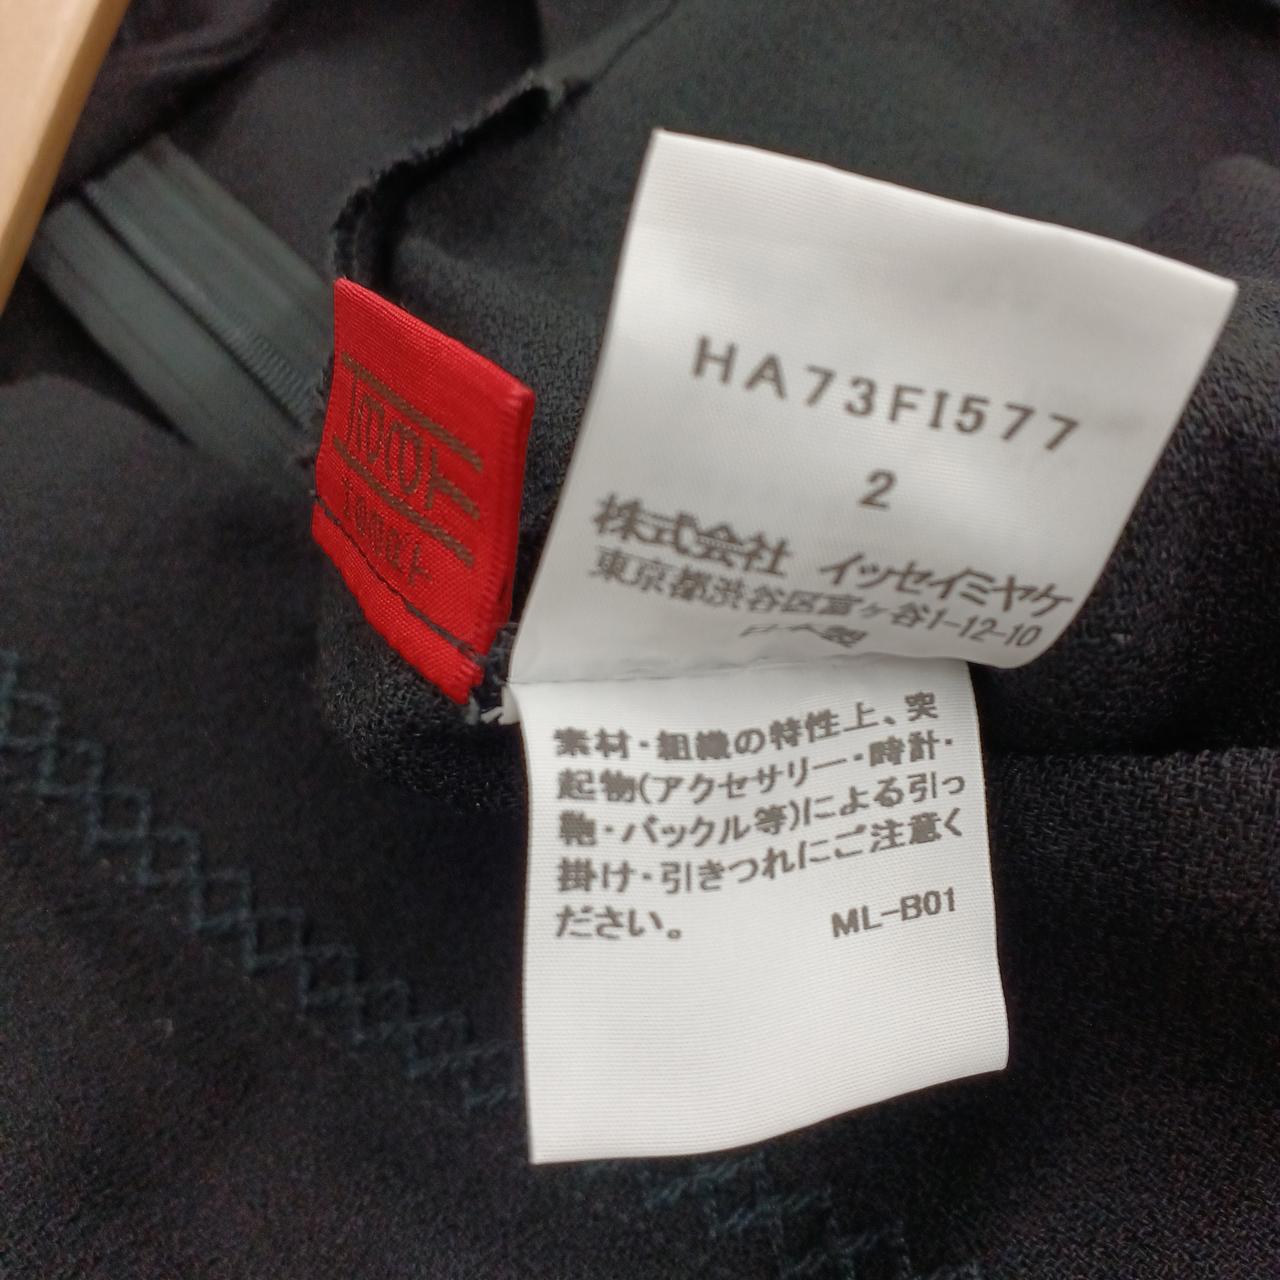 HA73FI577
2
株式会社 イッセイミヤケ
東京都渋谷区富ヶ谷1-12-10
日本製
素材・組織の特性上、突
起物(アクセサリー・時計・
鞄・バックル等)による引っ
掛け・引きつれにご注意く
ださい。 ML-B01